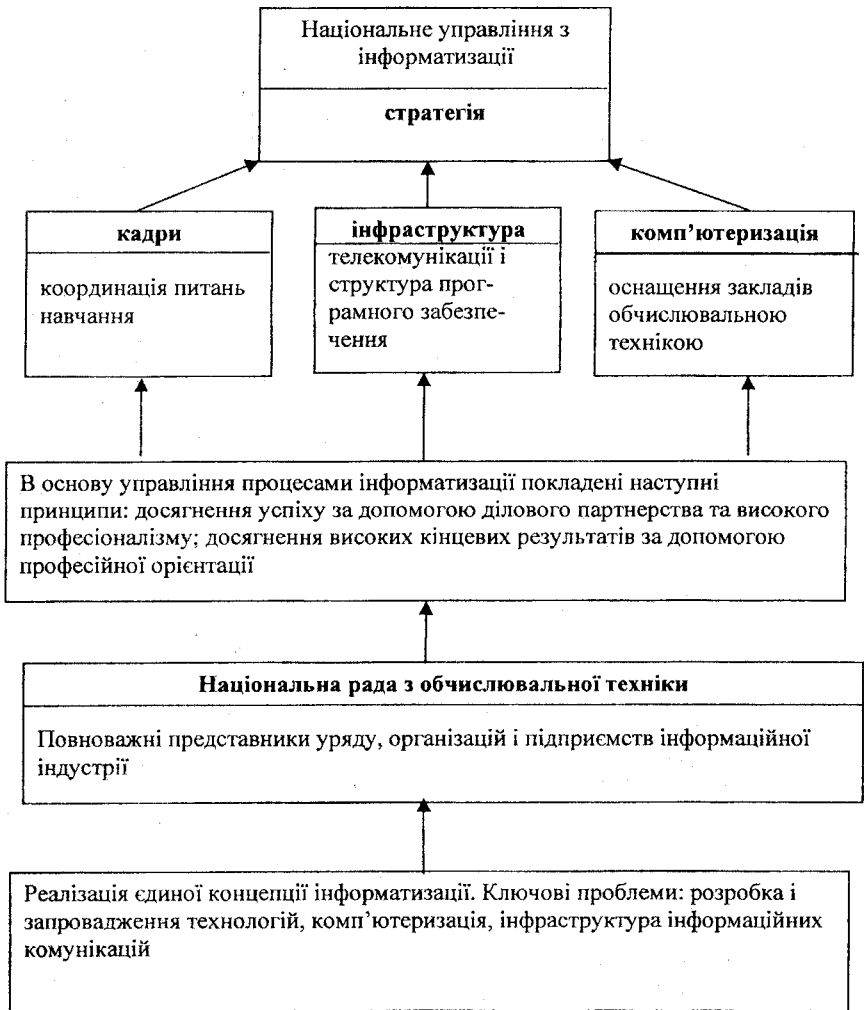 Національне управління з
інформатизації
стратегія
кадри
координація питань
навчання
інфраструктура
телекомунікації і
структура прог-
рамного забезпе-
чення
комп’ютеризація
оснащення закладів
обчислювальною
технікою
В основу управління процесами інформатизації покладені наступні
принципи: досягнення успіху за допомогою ділового партнерства та високого
професіоналізму; досягнення високих кінцевих результатів за допомогою
професійної орієнтації
Національна рада з обчислювальної техніки
Повноважні представники уряду, організацій і підприємств інформаційної
індустрії
Реалізація єдиної концепції інформатизації. Ключові проблеми: розробка і
запровадження технологій, комп’ютеризація, інфраструктура інформаційних
комунікацій